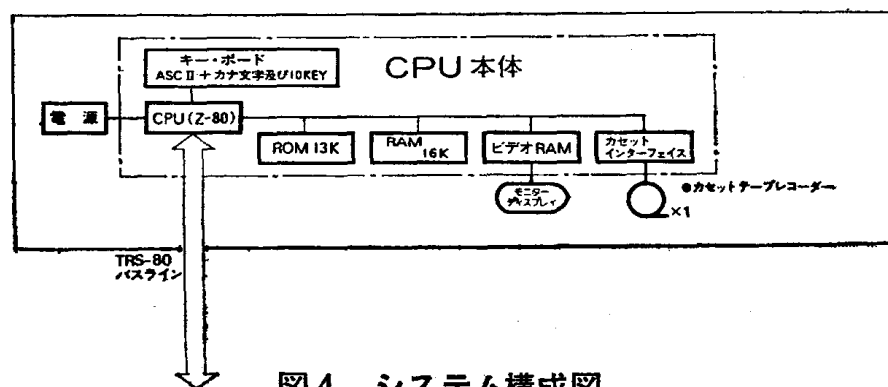 キー・ボード
ASCⅡ+カナ文字及び10KEY
CPU本体
電源
CPU(Z-80)
ROM 13K
RAM 16K
ビデオRAM
カセット
インターフェイス
モニター
ディスプレイ
●カセットテープレコーダー
×1
TRS-80
バスライン
図4 システム構成図